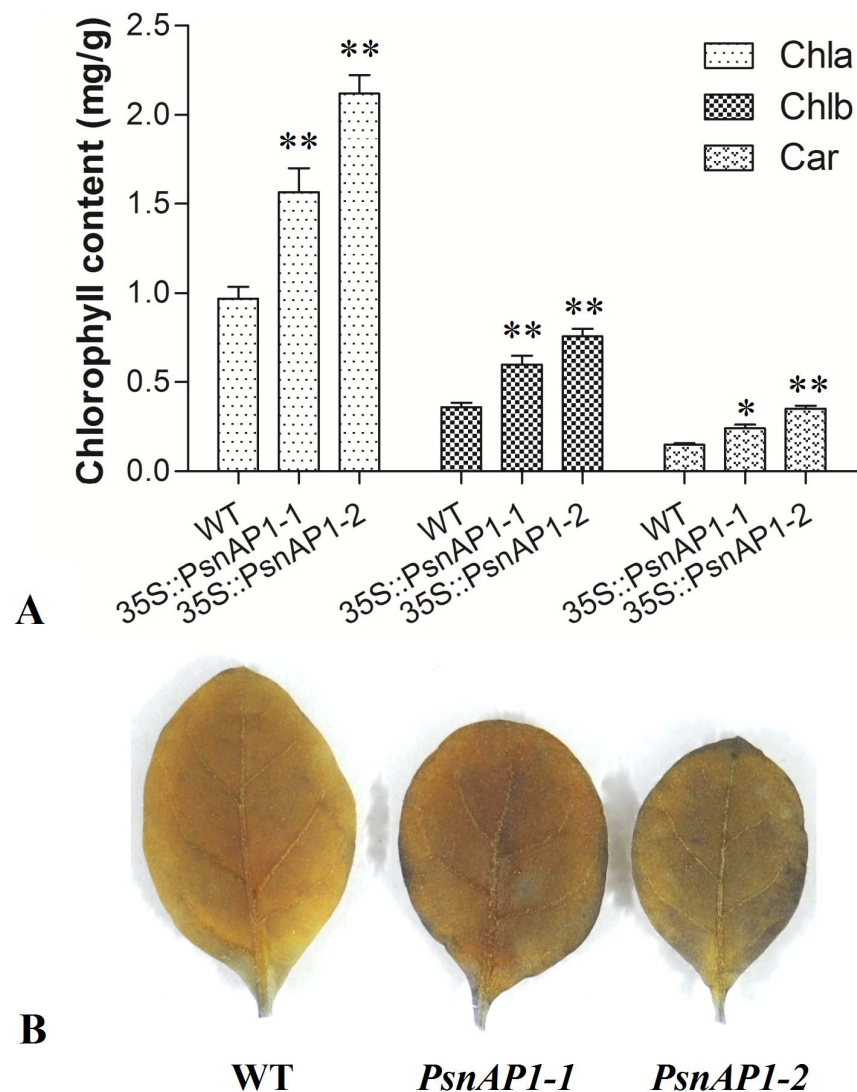 Chlorophyll content (mg/g)
2.5
2.0
1.5
1.0
0.5
0.0
**
**
**
**
*
**
Chla
Chlb
Car
WT
35S::PsnAP1-1
35S::PsnAP1-2
WT
35S::PsnAP1-1
35S::PsnAP1-2
WT
35S::PsnAP1-1
35S::PsnAP1-2
A
B
WT PsnAP1-1 PsnAP1-2